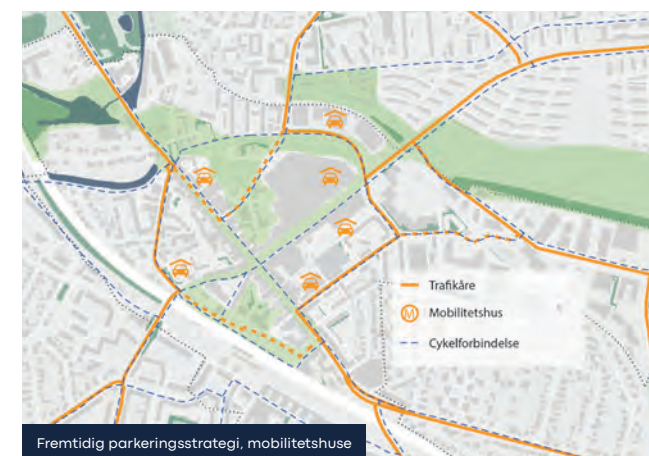 Trafikåre
M Mobilitetshus
Cykelforbindelse
Fremtidig parkeringsstrategi, mobilitetshuse